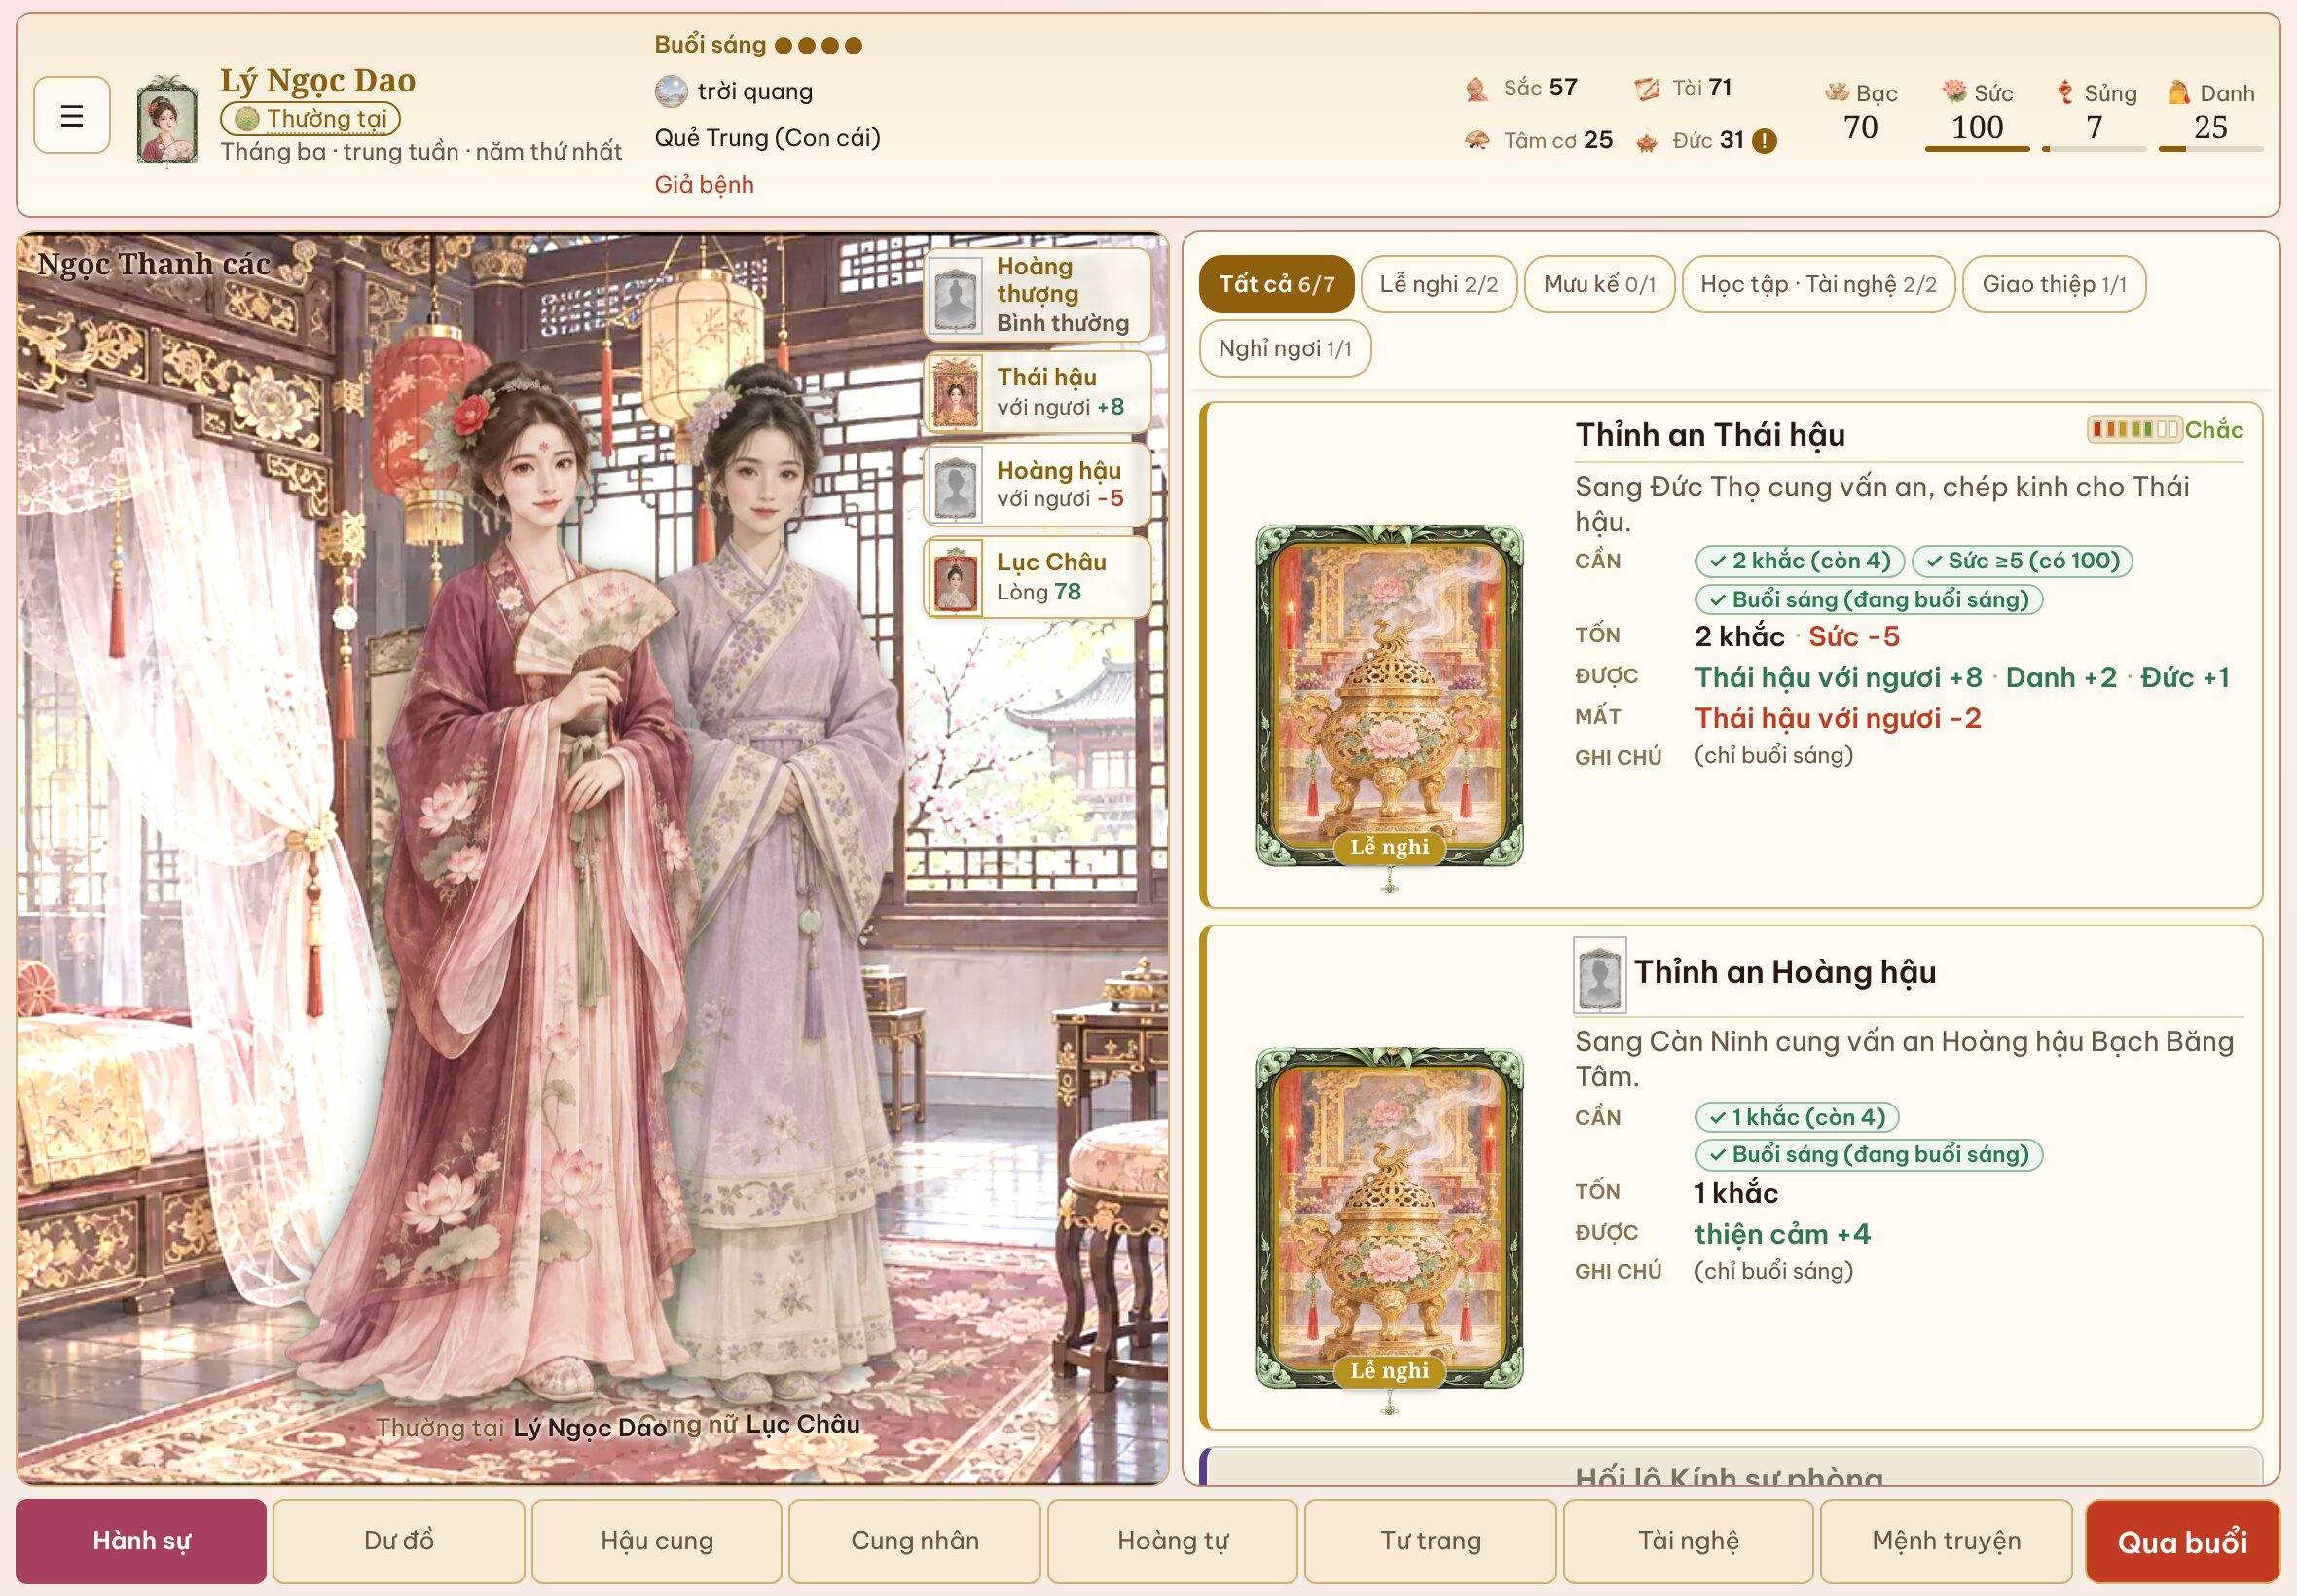 ☰
Lý Ngọc Dao
Thường tại
Tháng ba · trung tuần · năm thứ nhất
Buổi sáng
trời quang
Quẻ Trung (Con cái)
Giả bệnh
Sắc 57
Tài 71
Tâm cơ 25
Đức 31 !
Bạc
70
Sức
100
Sủng
7
Danh
25
Ngọc Thanh các
Hoàng
thượng
Bình thường
Thái hậu
với ngươi +8
Hoàng hậu
với ngươi -5
Lục Châu
Lòng 78
Thường tại Lý Ngọc Dao
nữ Lục Châu
Tất cả 6/7
Lễ nghi 2/2
Mưu kế 0/1
Học tập · Tài nghệ 2/2
Giao thiệp 1/1
Nghỉ ngơi 1/1
Thỉnh an Thái hậu
Chắc
Sang Đức Thọ cung vấn an, chép kinh cho Thái
hậu.
CẦN
✓ 2 khắc (còn 4)
✓ Sức ≥5 (có 100)
✓ Buổi sáng (đang buổi sáng)
TỐN
2 khắc · Sức -5
ĐƯỢC
Thái hậu với ngươi +8 · Danh +2 · Đức +1
MẤT
Thái hậu với ngươi -2
GHI CHÚ
(chỉ buổi sáng)
Lễ nghi
Thỉnh an Hoàng hậu
Sang Càn Ninh cung vấn an Hoàng hậu Bạch Băng
Tâm.
CẦN
✓ 1 khắc (còn 4)
✓ Buổi sáng (đang buổi sáng)
TỐN
1 khắc
ĐƯỢC
thiện cảm +4
GHI CHÚ
(chỉ buổi sáng)
Lễ nghi
Hối lộ Kính sự phòng
Hành sự
Dư đồ
Hậu cung
Cung nhân
Hoàng tự
Tư trang
Tài nghệ
Mệnh truyện
Qua buổi